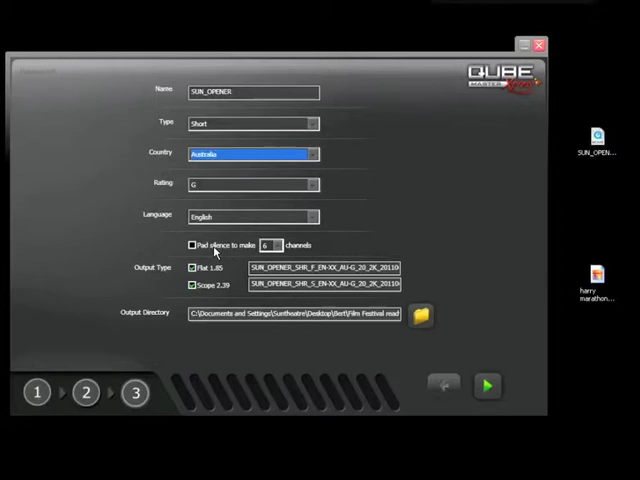 QUBE
MASTER Xpress
Name SUN_OPENER
Type Short
Country Australia
Rating G
Language English
Pad silence to make 6 channels
Output Type Flat 1.85 SUN_OPENER_SHR_F_EN-XX_AU-G_20_2K_20110
Scope 2.39 SUN_OPENER_SHR_S_EN-XX_AU-G_20_2K_20110
Output Directory C:\Documents and Settings\Suntheatre\Desktop\Bert\Film Festival read
1 2 3
SUN_OPEN...
harry
marathon...